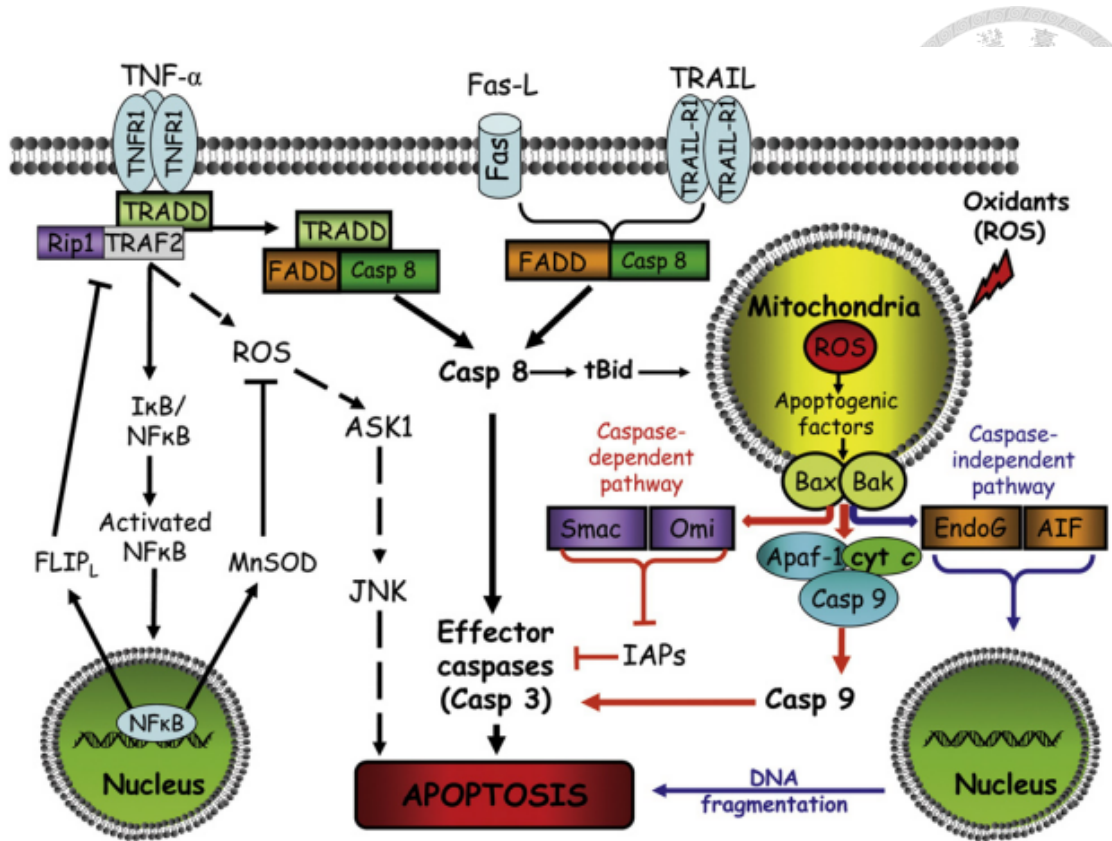 TNF-α
Fas-L
TRAIL
TNFR1
TNFR1
Fas
TRAIL-R1
TRAIL-R1
TRADD
Rip1
TRAF2
TRADD
FADD
Casp 8
FADD
Casp 8
Oxidants
(ROS)
Mitochondria
ROS
Apoptogenic
factors
Bax
Bak
ROS
Casp 8
tBid
IκB/
NFκB
ASK1
Caspase-
dependent
pathway
Caspase-
independent
pathway
Activated
NFκB
FLIPL
MnSOD
Smac
Omi
Apaf-1
cyt c
Casp 9
EndoG
AIF
JNK
Effector
caspases
(Casp 3)
IAPs
Casp 9
NFκB
Nucleus
APOPTOSIS
DNA
fragmentation
Nucleus